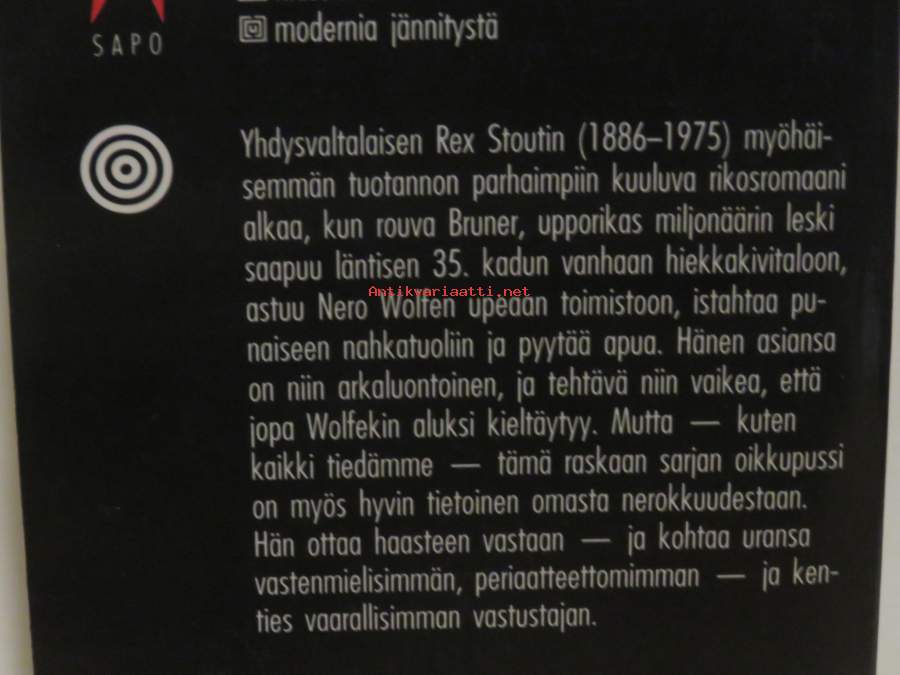 SAPO
modernia jännitystä
Yhdysvaltalaisen Rex Stoutin (1886–1975) myöhäi-
semmän tuotannon parhaimpiin kuuluva rikosromaani
alkaa, kun rouva Bruner, upporikas miljonäärin leski
saapuu läntisen 35. kadun vanhaan hiekkakivitaloon,
Antikvariaatti.net
astuu Nero Wolfen upeaan toimistoon, istahtaa pu-
naiseen nahkatuoliin ja pyytää apua. Hänen asiansa
on niin arkaluontoinen, ja tehtävä niin vaikea, että
jopa Wolfekin aluksi kieltäytyy. Mutta — kuten
kaikki tiedämme — tämä raskaan sarjan oikkupussi
on myös hyvin tietoinen omasta nerokkuudestaan.
Hän ottaa haasteen vastaan — ja kohtaa uransa
vastenmielisimmän, periaatteettomimman — ja ken-
ties vaarallisimman vastustajan.